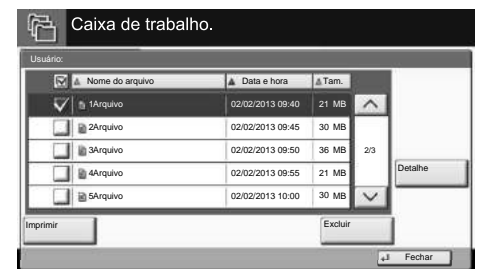 Caixa de trabalho.
Usuário:
Nome do arquivo Data e hora Tam.
1Arquivo 02/02/2013 09:40 21 MB
2Arquivo 02/02/2013 09:45 30 MB
3Arquivo 02/02/2013 09:50 36 MB 2/3
4Arquivo 02/02/2013 09:55 21 MB
Detalhe
5Arquivo 02/02/2013 10:00 30 MB
Imprimir Excluir
Fechar